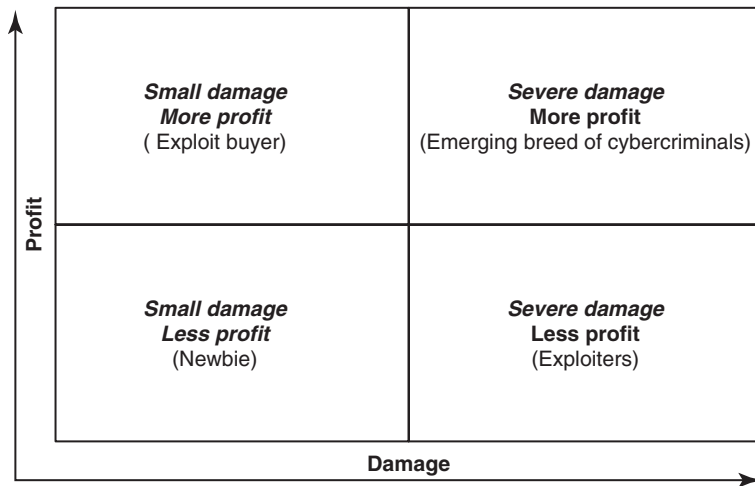 Small damage
More profit
( Exploit buyer)
Severe damage
More profit
(Emerging breed of cybercriminals)
Profit
Small damage
Less profit
(Newbie)
Severe damage
Less profit
(Exploiters)
Damage